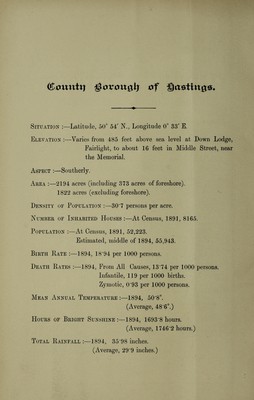 County Borough of Hastings.
SITUATION :—Latitude, 50° 54' N., Longitude 0° 33' E.
ELEVATION :—Varies from 485 feet above sea level at Down Lodge,
Fairlight, to about 16 feet in Middle Street, near
the Memorial.
ASPECT :—Southerly.
AREA :—2194 acres (including 373 acres of foreshore).
1822 acres (excluding foreshore).
DENSITY OF POPULATION :—30·7 persons per acre.
NUMBER OF INHABITED HOUSES :—At Census, 1891, 8165.
POPULATION :—At Census, 1891, 52,223.
Estimated, middle of 1894, 55,943.
BIRTH RATE :—1894, 18·94 per 1000 persons.
DEATH RATES :—1894, From All Causes, 13·74 per 1000 persons.
Infantile, 119 per 1000 births.
Zymotic, 0·93 per 1000 persons.
MEAN ANNUAL TEMPERATURE :—1894, 50·8°.
(Average, 48·6°.)
HOURS OF BRIGHT SUNSHINE :—1894, 1693·8 hours.
(Average, 1746·2 hours.)
TOTAL RAINFALL :—1894, 35·98 inches.
(Average, 29·9 inches.)